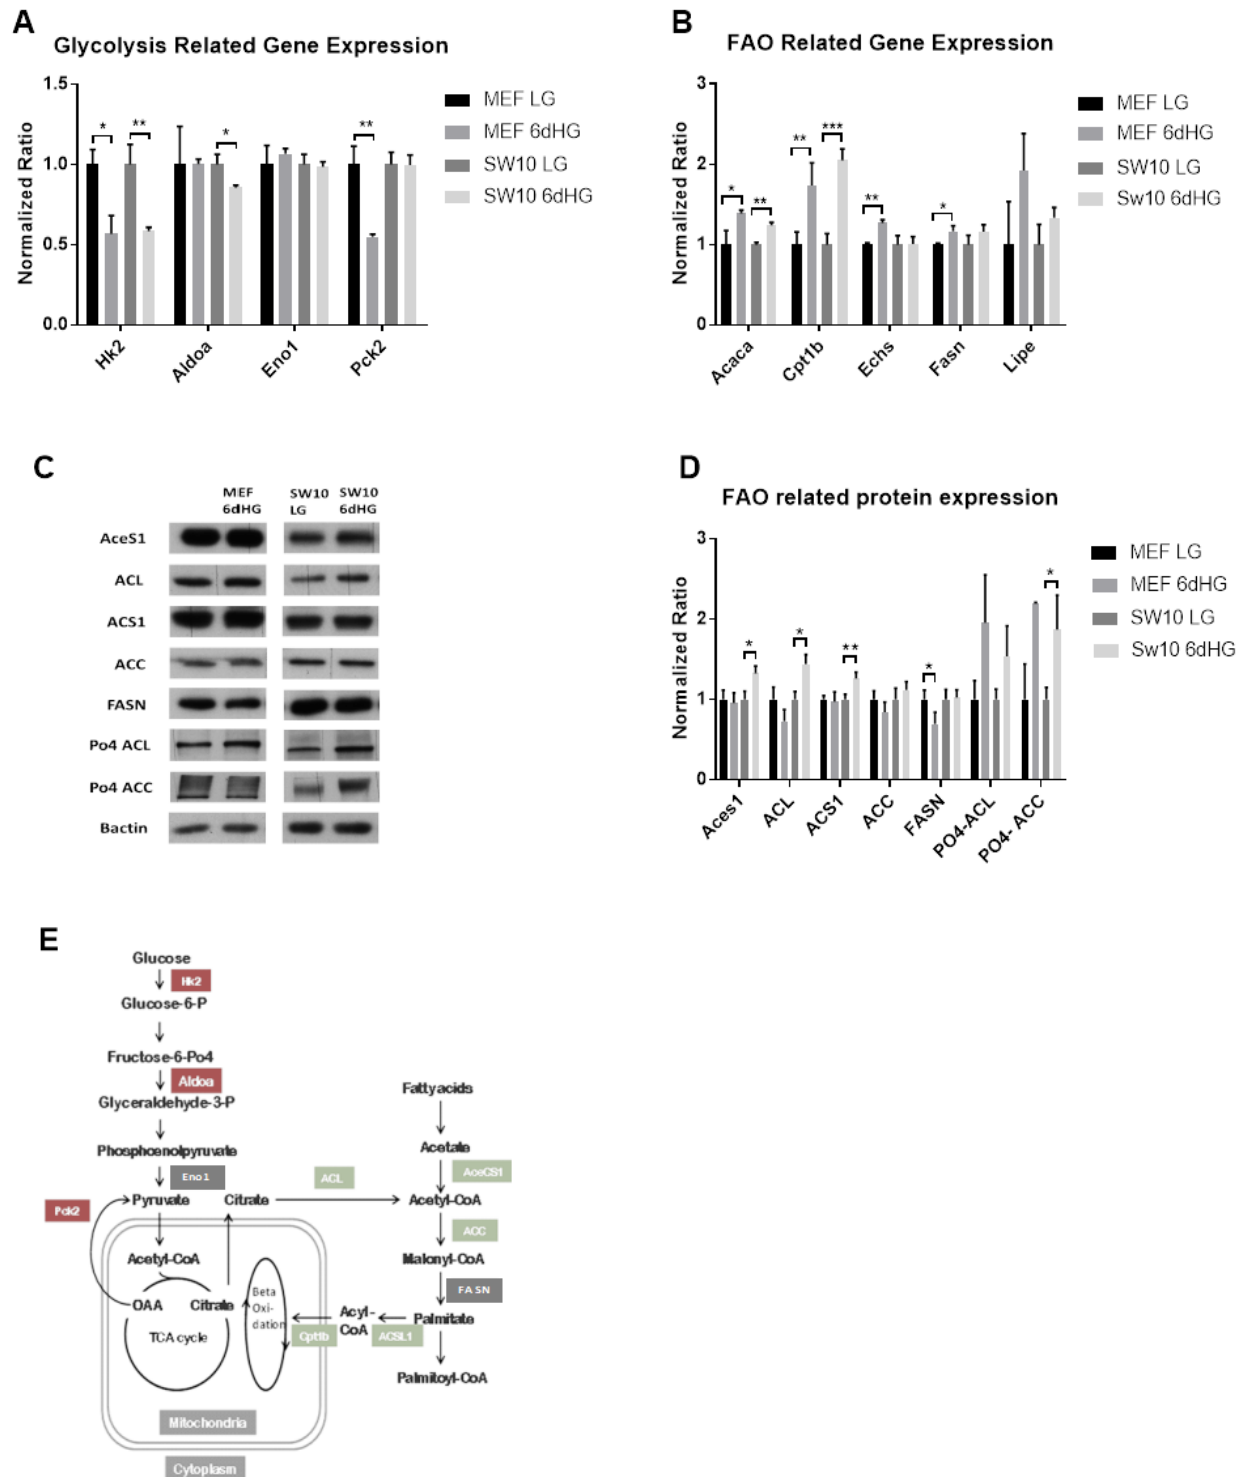 A
Glycolysis Related Gene Expression
Normalized Ratio
1.5
1.0
0.5
0.0
* ** * **
Hk2 Aldoa Eno1 Pck2
MEF LG
MEF 6dHG
SW10 LG
SW10 6dHG
B
FAO Related Gene Expression
Normalized Ratio
3
2
1
0
* ** ** *** ** *
Acaca Cpt1b Echs Fasn Lipe
MEF LG
MEF 6dHG
SW10 LG
Sw10 6dHG
C
MEF SW10 SW10
6dHG LG 6dHG
AceS1
ACL
ACS1
ACC
FASN
Po4 ACL
Po4 ACC
Bactin
D
FAO related protein expression
Normalized Ratio
3
2
1
0
* * ** * *
Aces1 ACL ACS1 ACC FASN PO4-ACL PO4- ACC
MEF LG
MEF 6dHG
SW10 LG
Sw10 6dHG
E
Glucose
Hk2
Glucose-6-P
Fructose-6-Po4
Aldoa
Glyceraldehyde-3-P
Phosphoenolpyruvate
Eno1
Pyruvate
Pck2
Citrate
ACL
Fattyacids
Acetate
AceCS1
Acetyl-CoA
ACC
Malonyl-CoA
FASN
Palmitate
Palmitoyl-CoA
ACSL1
Acyl-
CoA
Cpt1b
Beta
Oxi-
dation
Acetyl-CoA
OAA
Citrate
TCA cycle
Mitochondria
Cytoplasm